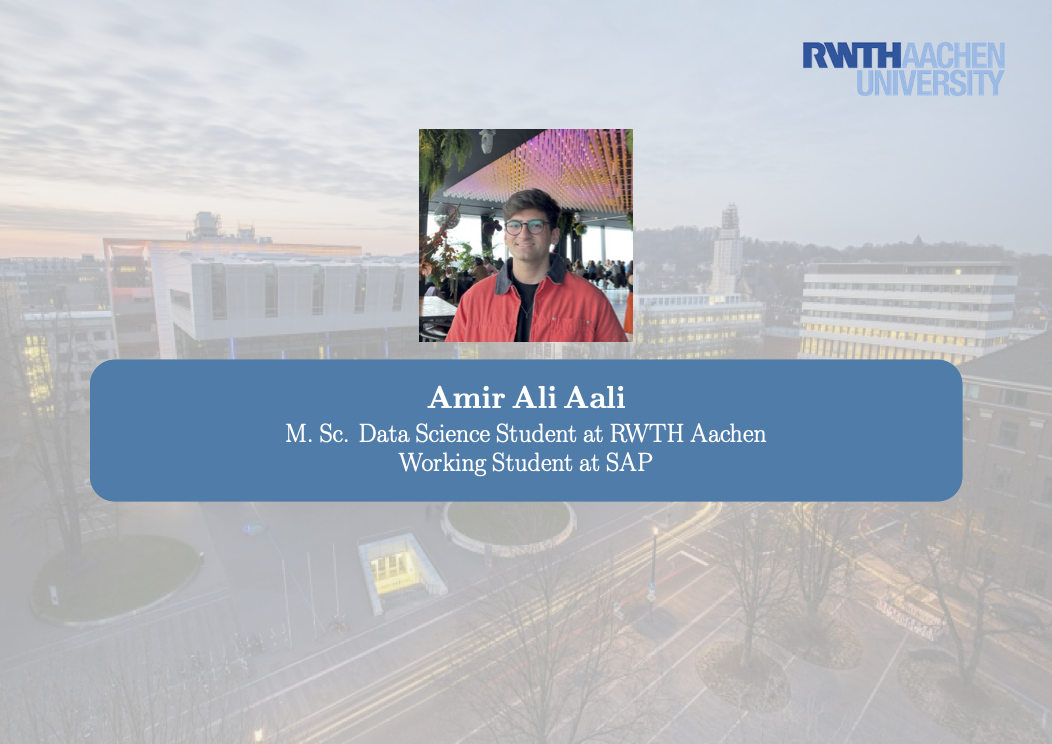 RWTHAACHEN
UNIVERSITY
Amir Ali Aali
M. Sc. Data Science Student at RWTH Aachen
Working Student at SAP